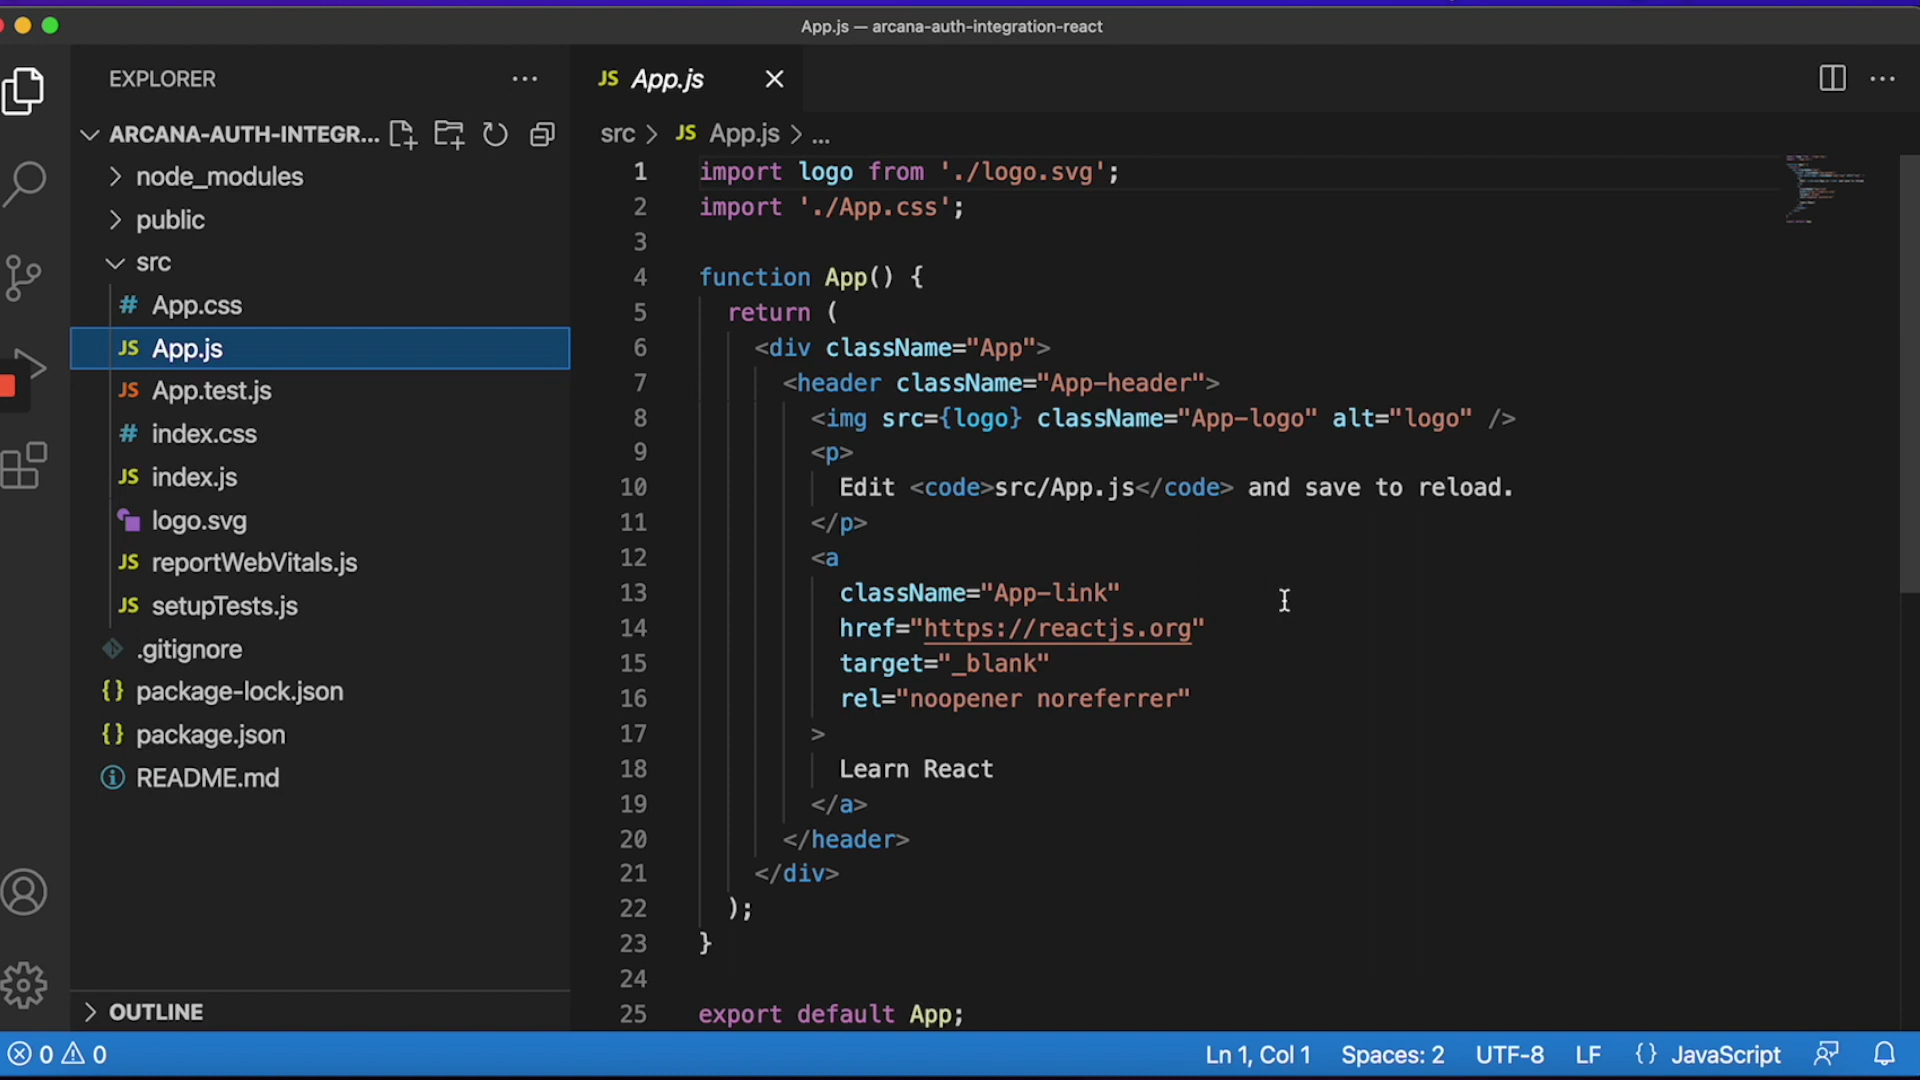 App.js — arcana-auth-integration-react
EXPLORER
ARCANA-AUTH-INTEGR...
node_modules
public
src
# App.css
JS App.js
JS App.test.js
# index.css
JS index.js
logo.svg
JS reportWebVitals.js
JS setupTests.js
.gitignore
{} package-lock.json
{} package.json
README.md
OUTLINE
JS App.js
src > JS App.js > ...
1 import logo from './logo.svg';
2 import './App.css';
3
4 function App() {
5 return (
6 <div className="App">
7 <header className="App-header">
8 <img src={logo} className="App-logo" alt="logo" />
9 <p>
10 Edit <code>src/App.js</code> and save to reload.
11 </p>
12 <a
13 className="App-link"
14 href="https://reactjs.org"
15 target="_blank"
16 rel="noopener noreferrer"
17 >
18 Learn React
19 </a>
20 </header>
21 </div>
22 );
23 }
24
25 export default App;
0 0 Ln 1, Col 1 Spaces: 2 UTF-8 LF {} JavaScript